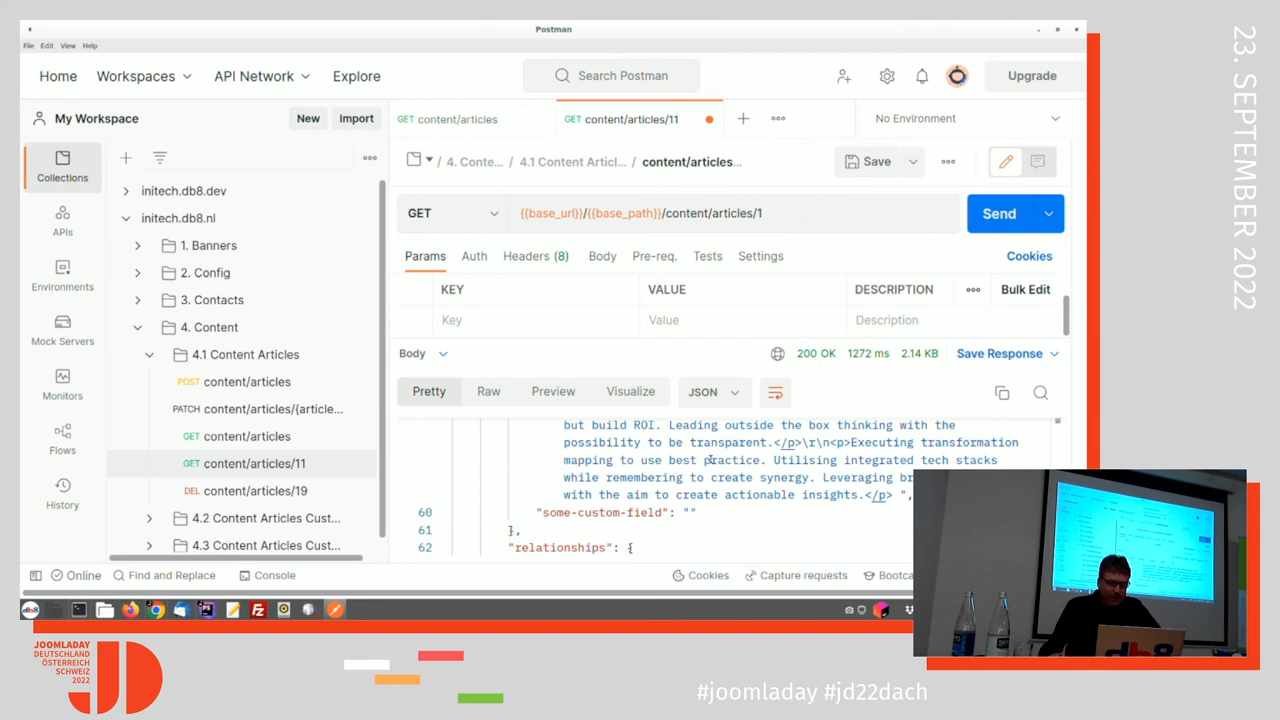 Postman
File Edit View Help
Home Workspaces API Network Explore
Search Postman
Upgrade
My Workspace
New Import
GET content/articles
GET content/articles/11
No Environment
Collections
APIs
Environments
Mock Servers
Monitors
Flows
History
initech.db8.dev
initech.db8.nl
1. Banners
2. Config
3. Contacts
4. Content
4.1 Content Articles
POST content/articles
PATCH content/articles/{article...
GET content/articles
GET content/articles/11
DEL content/articles/19
4.2 Content Articles Cust...
4.3 Content Articles Cust...
/ 4. Conte... / 4.1 Content Articl... / content/articles...
Save
GET
{{base_url}}/{{base_path}}/content/articles/1
Send
Params Auth Headers (8) Body Pre-req. Tests Settings
Cookies
KEY VALUE DESCRIPTION
Bulk Edit
Key Value Description
Body
200 OK 1272 ms 2.14 KB Save Response
Pretty Raw Preview Visualize JSON
but build ROI. Leading outside the box thinking with the
possibility to be transparent.</p>\r\n<p>Executing transformation
mapping to use best practice. Utilising integrated tech stacks
while remembering to create synergy. Leveraging
with the aim to create actionable insights.</p> ",
60 "some-custom-field": ""
61 },
62 "relationships": {
Online Find and Replace Console
Cookies Capture requests
db8
23. SEPTEMBER 2022
JOOMLADAY
DEUTSCHLAND
ÖSTERREICH
SCHWEIZ
2022
JD
#joomladay #jd22dach
db8